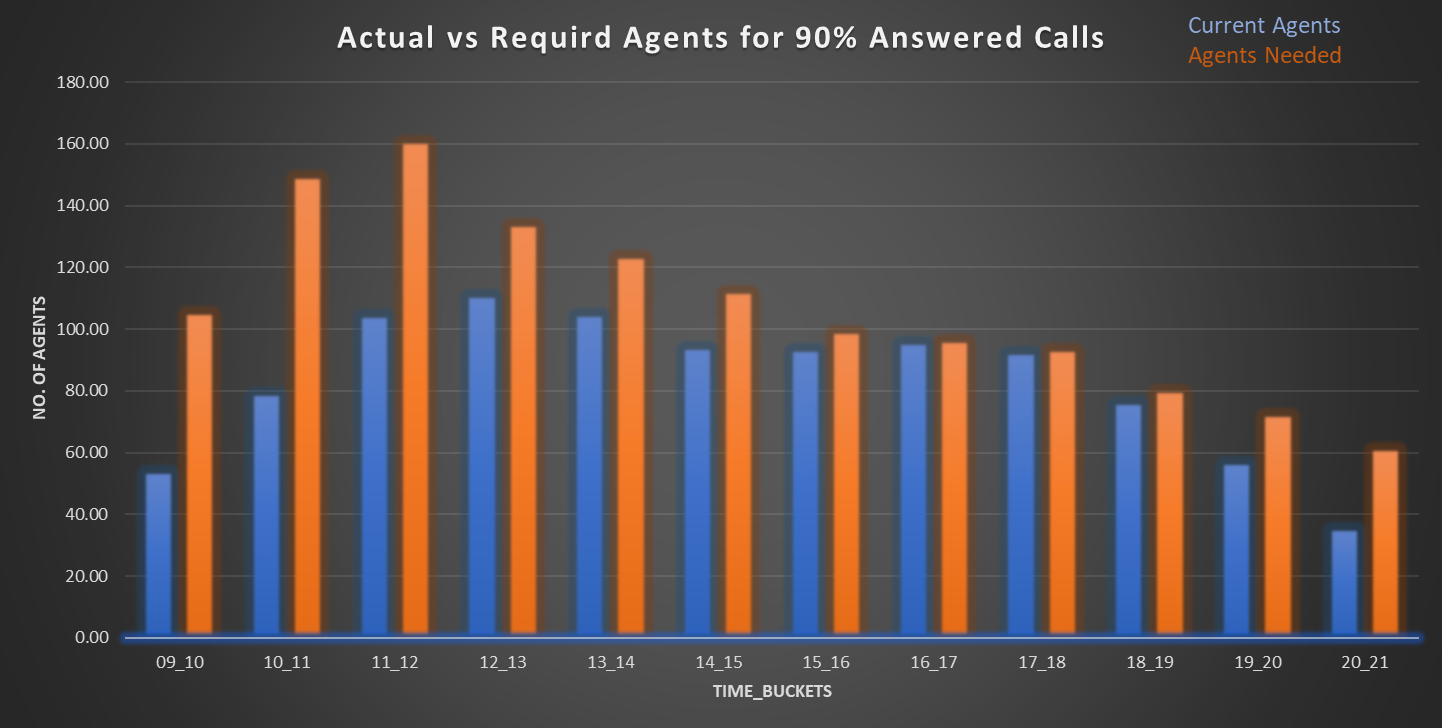 Actual vs Requird Agents for 90% Answered Calls
Current Agents
Agents Needed
180.00
160.00
140.00
120.00
100.00
80.00
60.00
40.00
20.00
0.00
NO. OF AGENTS
09_10 10_11 11_12 12_13 13_14 14_15 15_16 16_17 17_18 18_19 19_20 20_21
TIME_BUCKETS